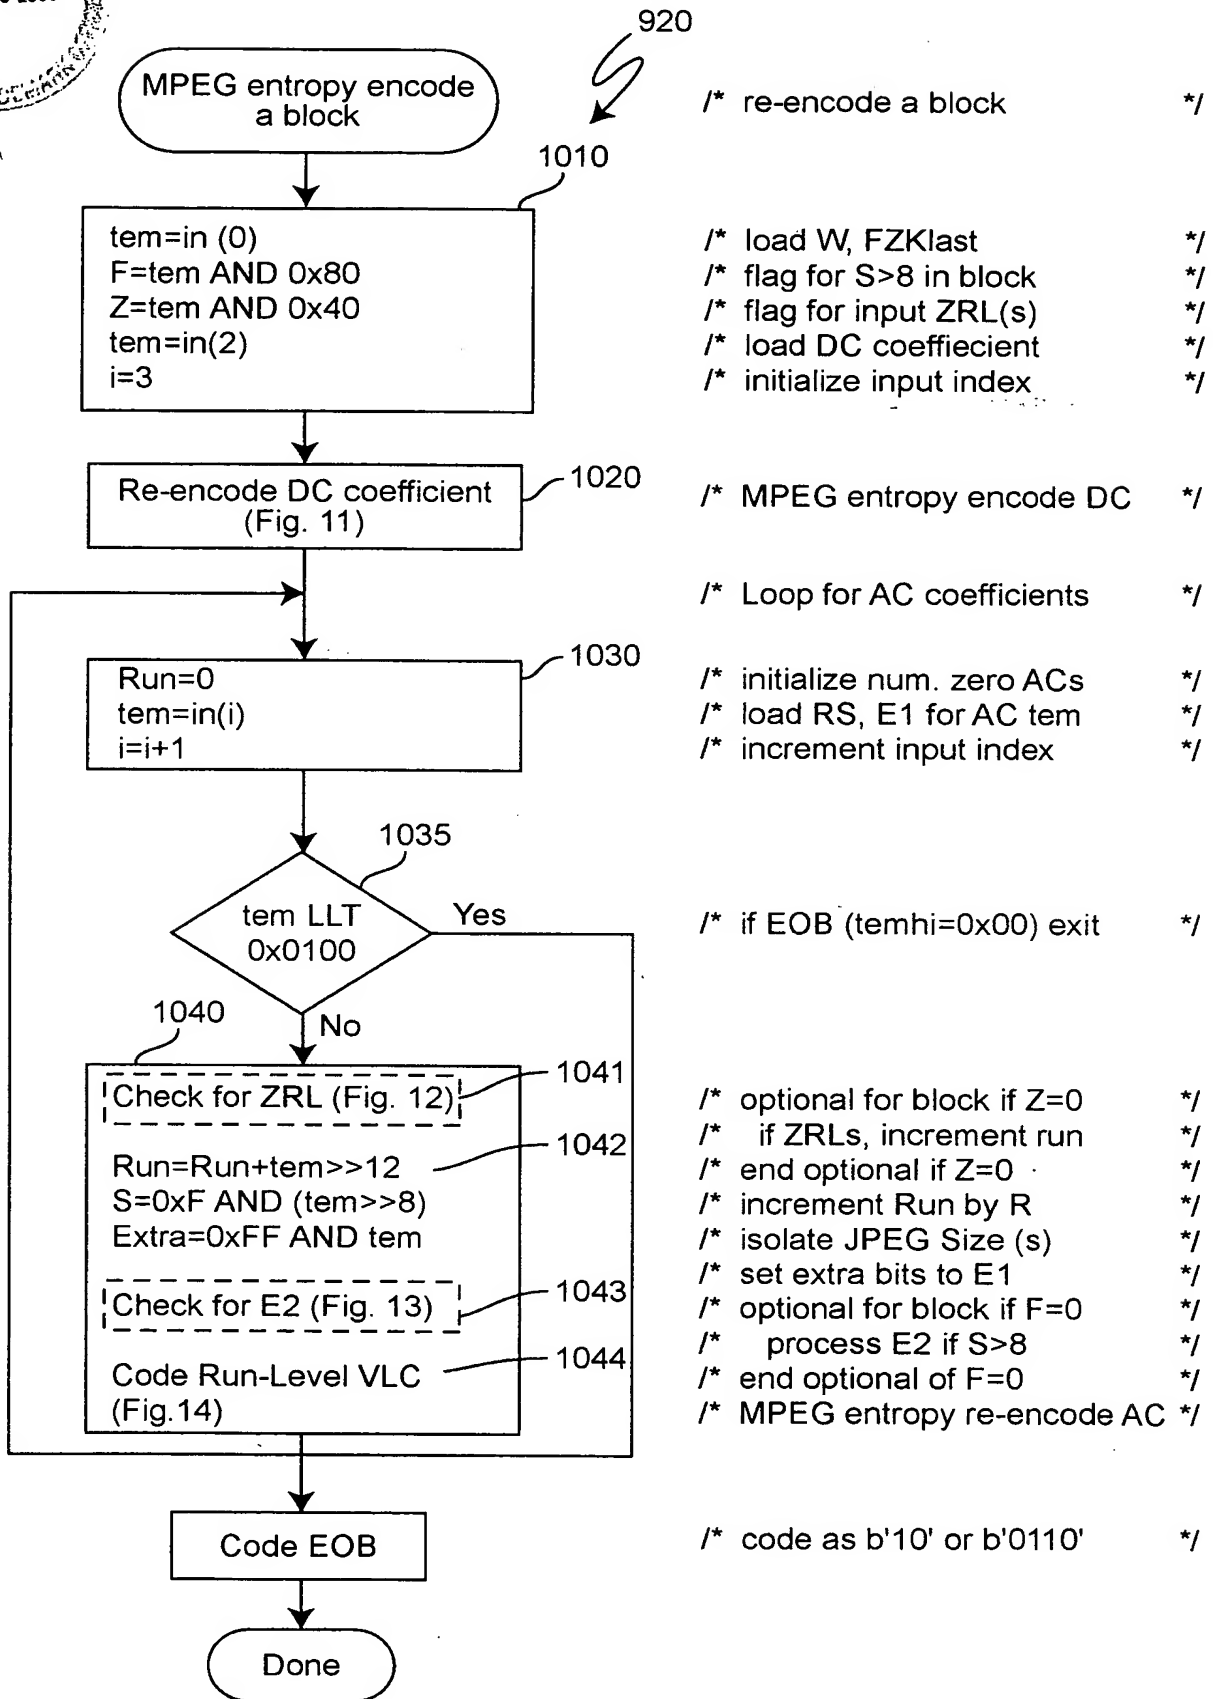 920
MPEG entropy encode
a block
/* re-encode a block */
1010
tem=in (0)
/* load W, FZKlast */
F=tem AND 0x80
/* flag for S>8 in block */
Z=tem AND 0x40
/* flag for input ZRL(s) */
tem=in(2)
/* load DC coeffiecient */
i=3
/* initialize input index */
1020
Re-encode DC coefficient
(Fig. 11)
/* MPEG entropy encode DC */
/* Loop for AC coefficients */
1030
Run=0
/* initialize num. zero ACs */
tem=in(i)
/* load RS, E1 for AC tem */
i=i+1
/* increment input index */
1035
tem LLT
0x0100
Yes
/* if EOB (temhi=0x00) exit */
No
1040
1041
Check for ZRL (Fig. 12)
/* optional for block if Z=0 */
/* if ZRLs, increment run */
1042
Run=Run+tem>>12
/* end optional if Z=0 */
S=0xF AND (tem>>8)
/* increment Run by R */
Extra=0xFF AND tem
/* isolate JPEG Size (s) */
/* set extra bits to E1 */
1043
Check for E2 (Fig. 13)
/* optional for block if F=0 */
/* process E2 if S>8 */
1044
Code Run-Level VLC
/* end optional of F=0 */
(Fig.14)
/* MPEG entropy re-encode AC */
Code EOB
/* code as b'10' or b'0110' */
Done